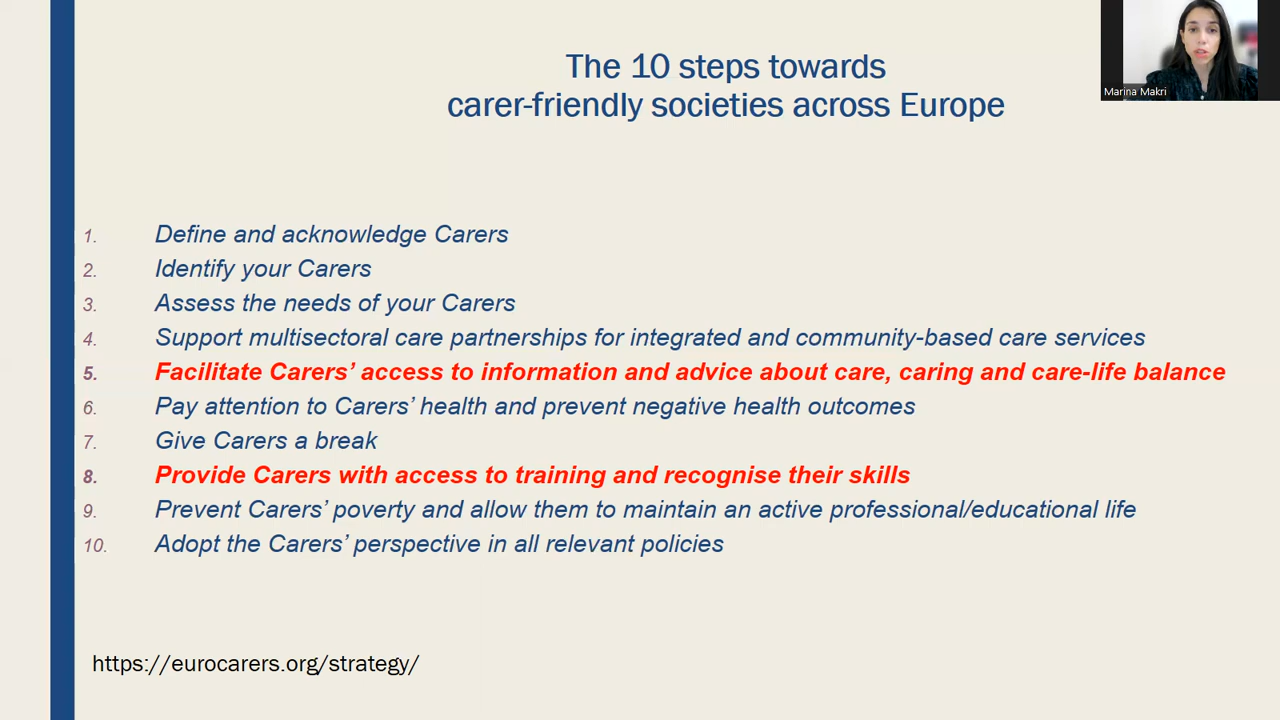 The 10 steps towards
carer-friendly societies across Europe
Marina Makri
1. Define and acknowledge Carers
2. Identify your Carers
3. Assess the needs of your Carers
4. Support multisectoral care partnerships for integrated and community-based care services
5. Facilitate Carers’ access to information and advice about care, caring and care-life balance
6. Pay attention to Carers’ health and prevent negative health outcomes
7. Give Carers a break
8. Provide Carers with access to training and recognise their skills
9. Prevent Carers’ poverty and allow them to maintain an active professional/educational life
10. Adopt the Carers’ perspective in all relevant policies
https://eurocarers.org/strategy/